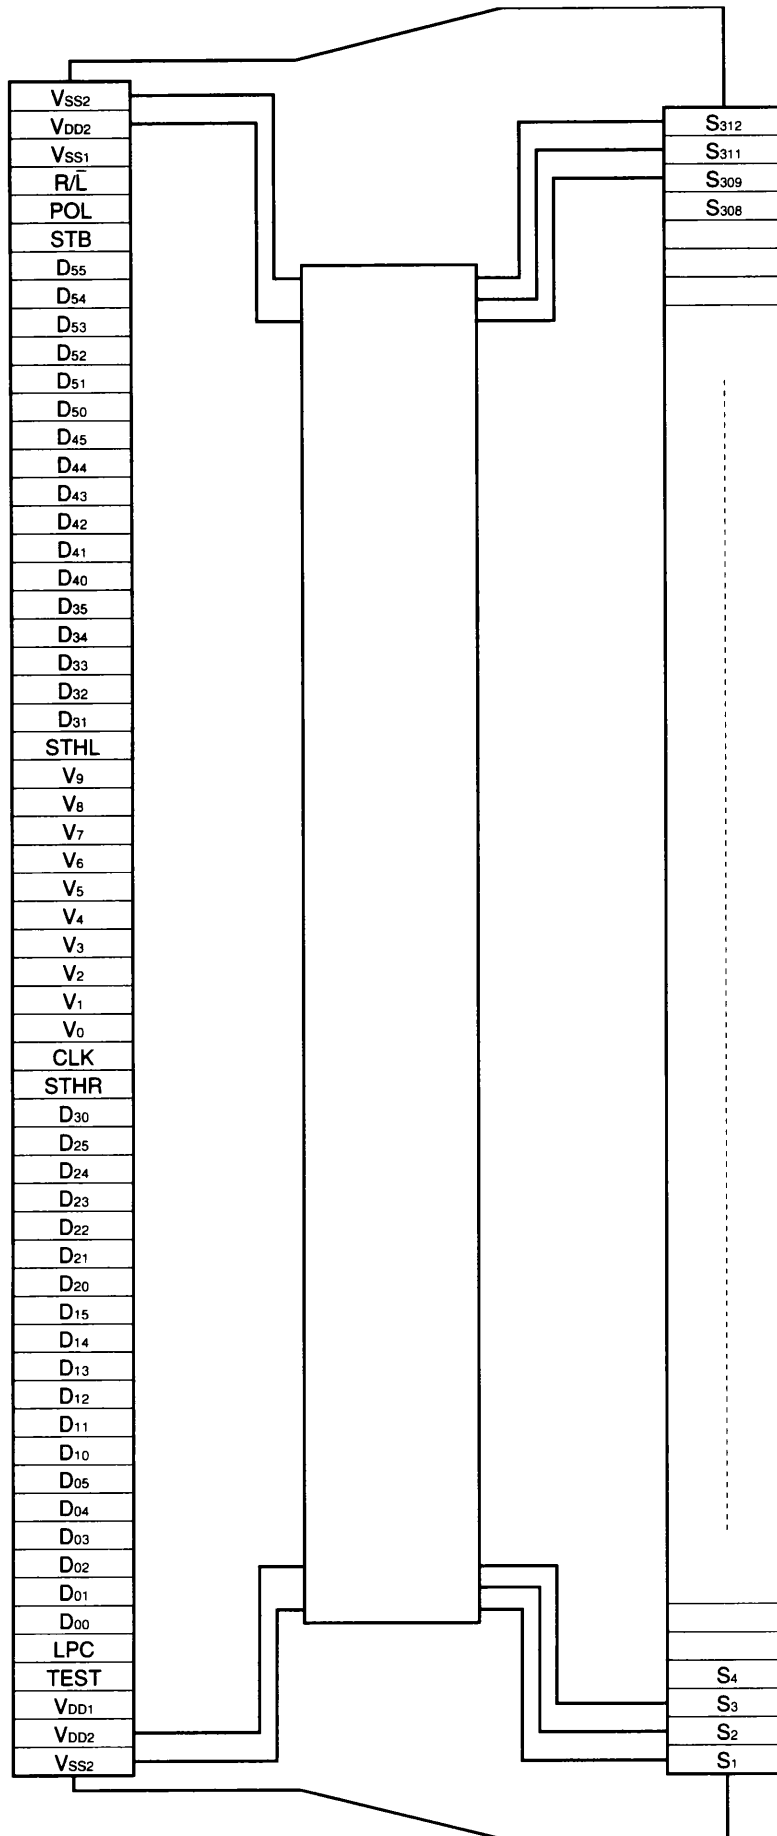 VSS2
VDD2
VSS1
R/L̅
POL
STB
D55
D54
D53
D52
D51
D50
D45
D44
D43
D42
D41
D40
D35
D34
D33
D32
D31
STHL
V9
V8
V7
V6
V5
V4
V3
V2
V1
V0
CLK
STHR
D30
D25
D24
D23
D22
D21
D20
D15
D14
D13
D12
D11
D10
D05
D04
D03
D02
D01
D00
LPC
TEST
VDD1
VDD2
VSS2
S312
S311
S309
S308
S4
S3
S2
S1